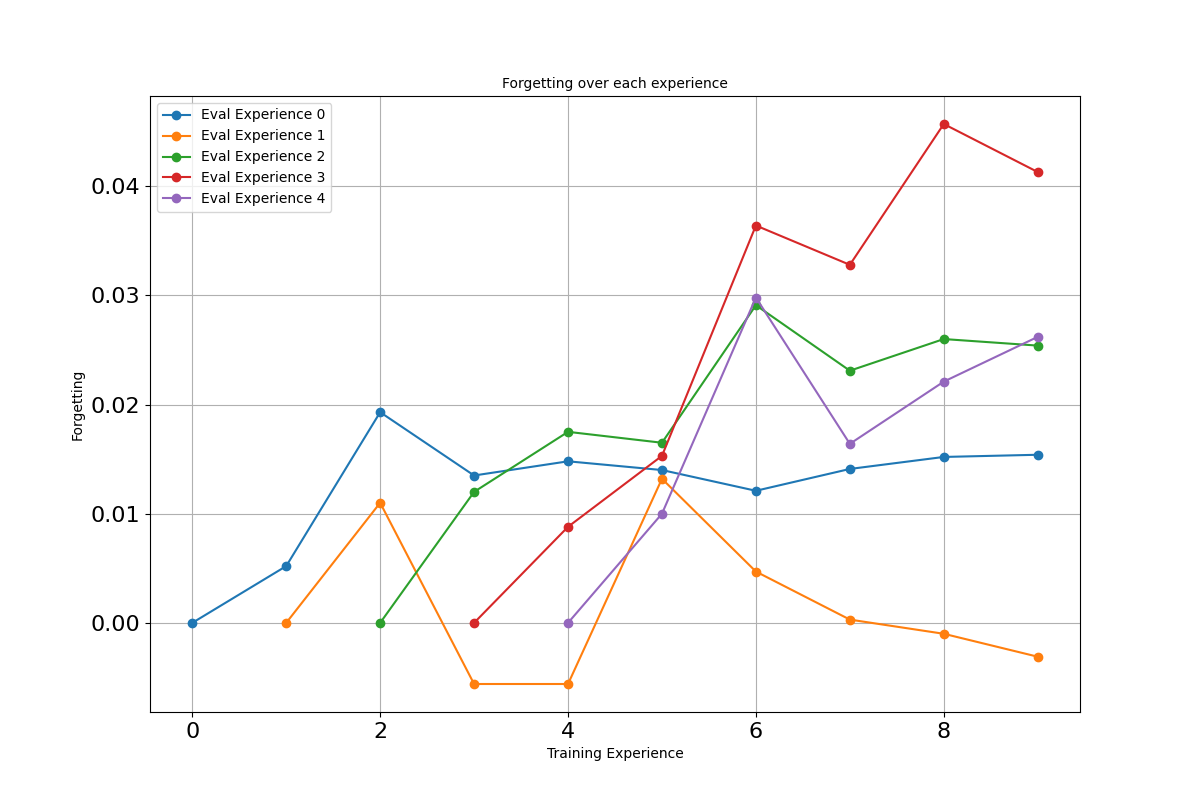 Forgetting over each experience
Eval Experience 0
Eval Experience 1
Eval Experience 2
Eval Experience 3
Eval Experience 4
0.04
0.03
0.02
0.01
0.00
Forgetting
0 2 4 6 8
Training Experience